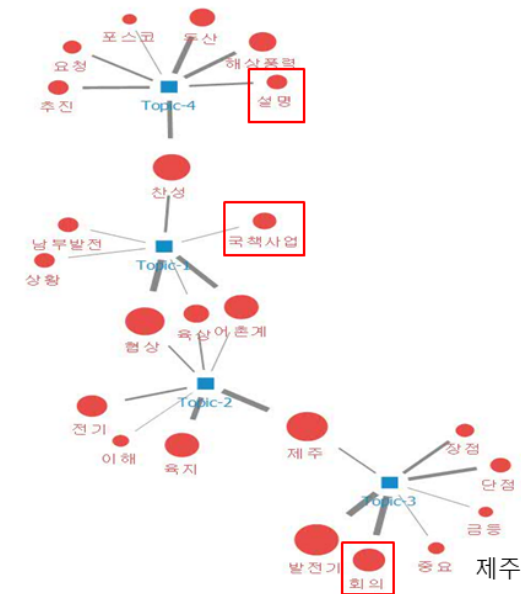 포스코
두산
요청
해상풍력
추진
Topic-4
설명
찬성
남부발전
국책사업
상황
Topic-1
협상
육상
어촌계
Topic-2
전기
이해
육지
제주
장점
단점
Topic-3
금등
발전기
회의
중요
제주